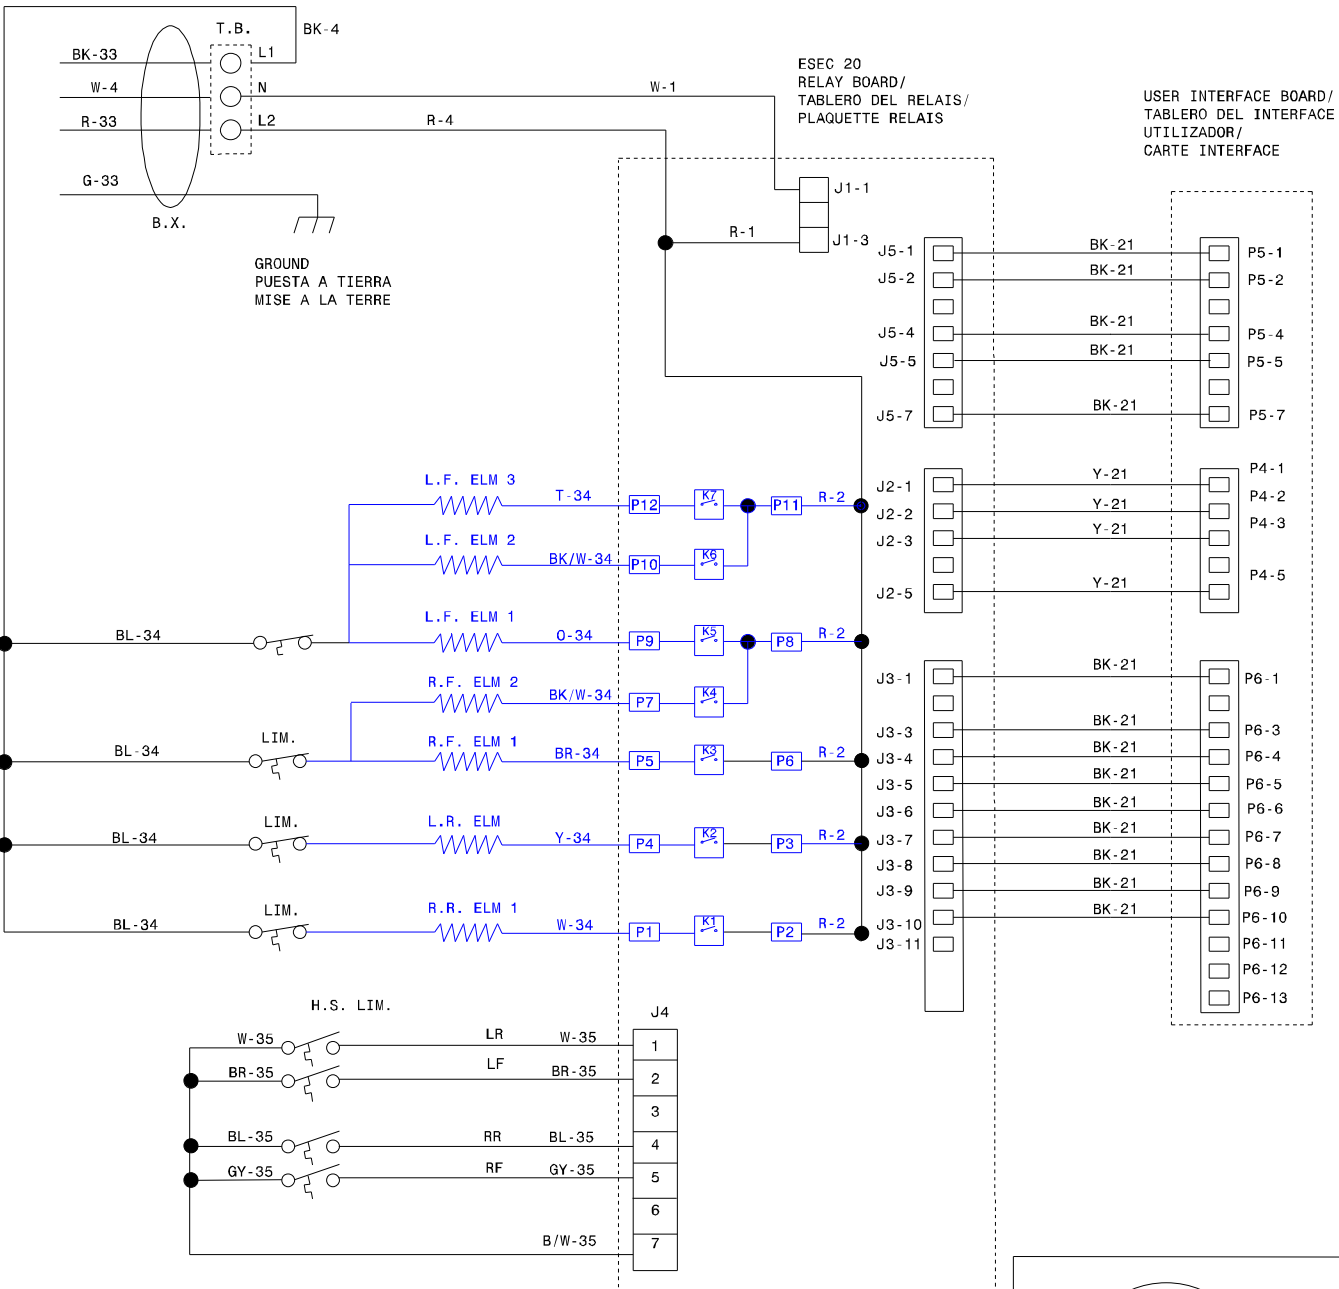 T.B.
BK-4
BK-33
L1
W-4
N
W-1
R-33
L2
R-4
G-33
B.X.
GROUND
PUESTA A TIERRA
MISE A LA TERRE
ESEC 20
RELAY BOARD/
TABLERO DEL RELAIS/
PLAQUETTE RELAIS
USER INTERFACE BOARD/
TABLERO DEL INTERFACE
UTILIZADOR/
CARTE INTERFACE
J1-1
R-1
J1-3
J5-1
BK-21
P5-1
J5-2
BK-21
P5-2
J5-4
BK-21
P5-4
J5-5
BK-21
P5-5
J5-7
BK-21
P5-7
J2-1
Y-21
P4-1
J2-2
Y-21
P4-2
J2-3
Y-21
P4-3
J2-5
Y-21
P4-5
L.F. ELM 3
T-34
P12
K7
P11
R-2
L.F. ELM 2
BK/W-34
P10
K6
BL-34
L.F. ELM 1
O-34
P9
K5
P8
R-2
R.F. ELM 2
BK/W-34
P7
K4
BL-34
LIM.
R.F. ELM 1
BR-34
P5
K3
P6
R-2
BL-34
LIM.
L.R. ELM
Y-34
P4
K2
P3
R-2
BL-34
LIM.
R.R. ELM 1
W-34
P1
K1
P2
R-2
J3-1
BK-21
P6-1
J3-3
BK-21
P6-3
J3-4
BK-21
P6-4
J3-5
BK-21
P6-5
J3-6
BK-21
P6-6
J3-7
BK-21
P6-7
J3-8
BK-21
P6-8
J3-9
BK-21
P6-9
J3-10
BK-21
P6-10
J3-11
P6-11
P6-12
P6-13
H.S. LIM.
J4
W-35
LR
W-35
1
BR-35
LF
BR-35
2
3
BL-35
RR
BL-35
4
GY-35
RF
GY-35
5
6
B/W-35
7